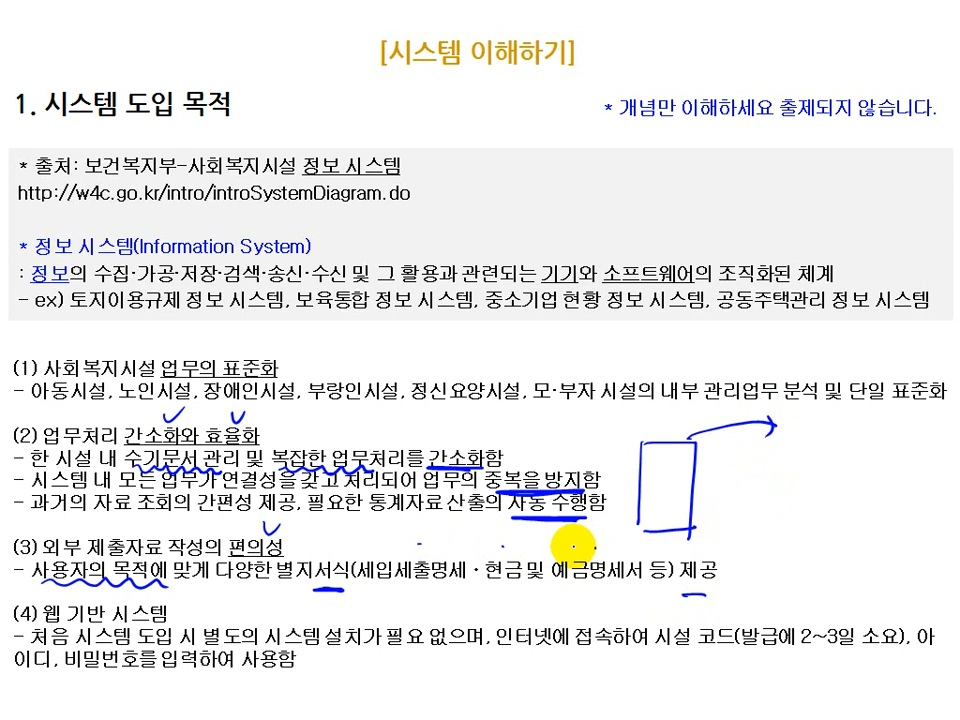 [시스템 이해하기]
1. 시스템 도입 목적
* 개념만 이해하세요 출제되지 않습니다.
* 출처: 보건복지부-사회복지시설 정보 시스템
http://w4c.go.kr/intro/introSystemDiagram.do
* 정보 시스템(Information System)
: 정보의 수집·가공·저장·검색·송신·수신 및 그 활용과 관련되는 기기와 소프트웨어의 조직화된 체계
- ex) 토지이용규제 정보 시스템, 보육통합 정보 시스템, 중소기업 현황 정보 시스템, 공동주택관리 정보 시스템
(1) 사회복지시설 업무의 표준화
- 아동시설, 노인시설, 장애인시설, 부랑인시설, 정신요양시설, 모·부자 시설의 내부 관리업무 분석 및 단일 표준화
(2) 업무처리 간소화와 효율화
- 한 시설 내 수기문서 관리 및 복잡한 업무처리를 간소화함
- 시스템 내 모든 업무가 연결성을 갖고 처리되어 업무의 중복을 방지함
- 과거의 자료 조회의 간편성 제공, 필요한 통계자료 산출의 자동 수행함
(3) 외부 제출자료 작성의 편의성
- 사용자의 목적에 맞게 다양한 별지서식(세입세출명세·현금 및 예금명세서 등) 제공
(4) 웹 기반 시스템
- 처음 시스템 도입 시 별도의 시스템 설치가 필요 없으며, 인터넷에 접속하여 시설 코드(발급에 2~3일 소요), 아
이디, 비밀번호를 입력하여 사용함